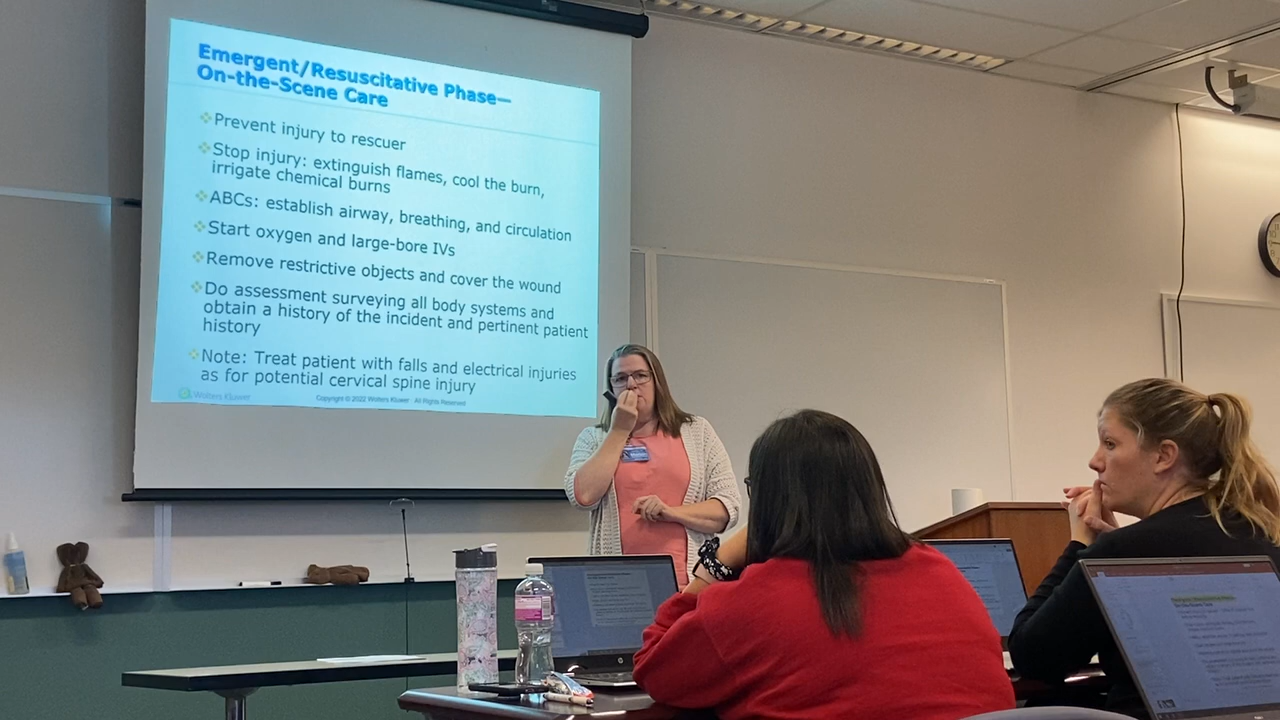 Emergent/Resuscitative Phase—
On-the-Scene Care
Prevent injury to rescuer
Stop injury: extinguish flames, cool the burn,
irrigate chemical burns
ABCs: establish airway, breathing, and circulation
Start oxygen and large-bore IVs
Remove restrictive objects and cover the wound
Do assessment surveying all body systems and
obtain a history of the incident and pertinent patient
history
Note: Treat patient with falls and electrical injuries
as for potential cervical spine injury
Wolters Kluwer
Copyright © 2022 Wolters Kluwer · All Rights Reserved